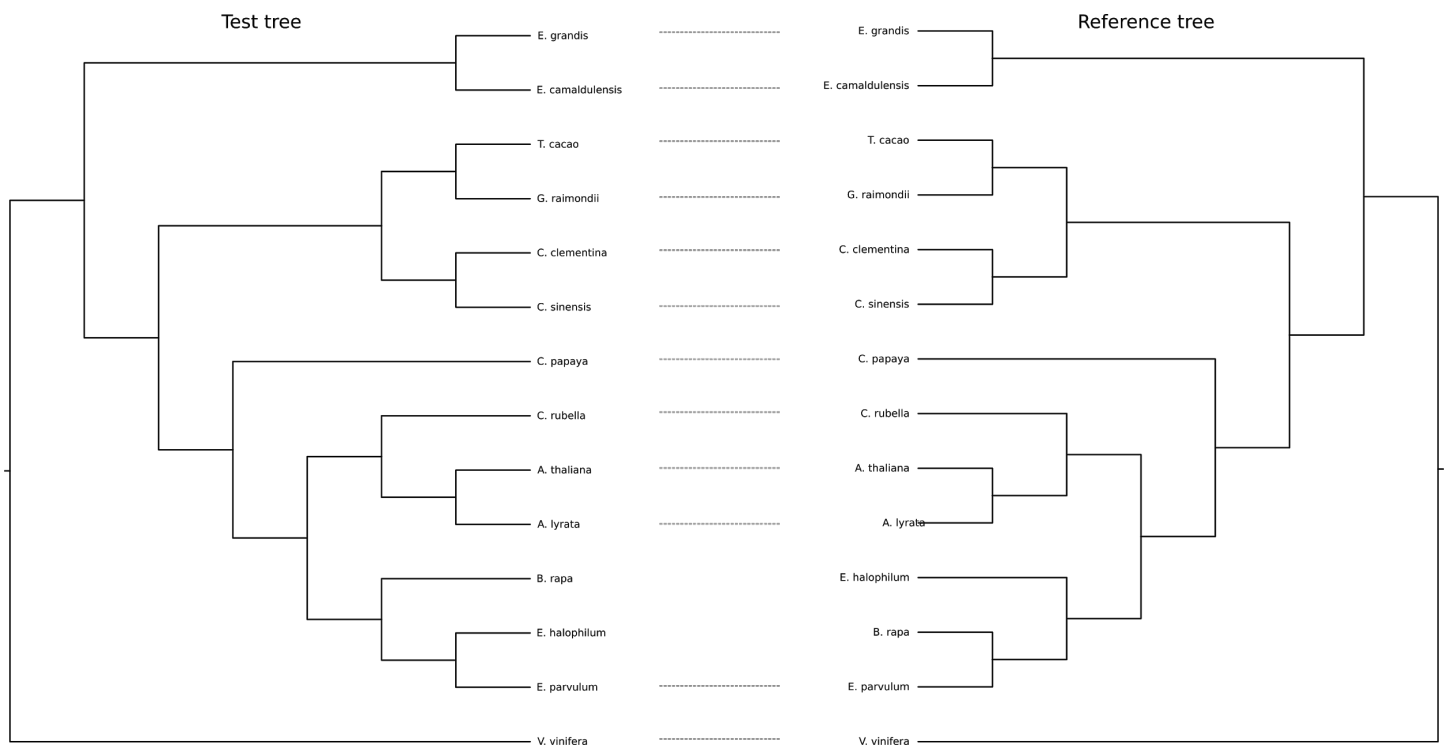 Test tree
E. grandis
E. camaldulensis
T. cacao
G. raimondii
C. clementina
C. sinensis
C. papaya
C. rubella
A. thaliana
A. lyrata
B. rapa
E. halophilum
E. parvulum
V. vinifera
Reference tree
E. grandis
E. camaldulensis
T. cacao
G. raimondii
C. clementina
C. sinensis
C. papaya
C. rubella
A. thaliana
A. lyrata
E. halophilum
B. rapa
E. parvulum
V. vinifera